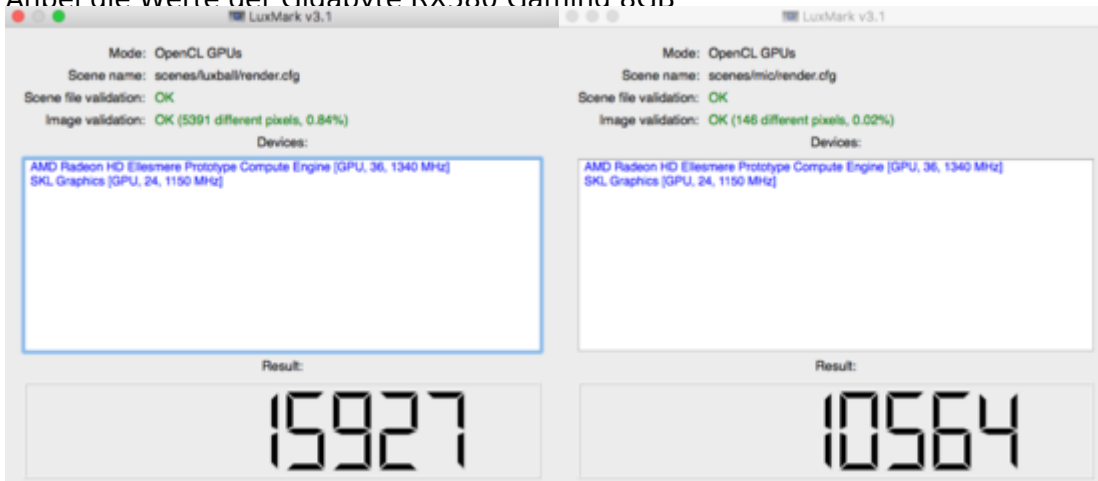 Anbei die Werte der Gigabyte RX580 Gaming 8GB
LuxMark v3.1
Mode: OpenCL GPUs
Scene name: scenes/luxball/render.cfg
Scene file validation: OK
Image validation: OK (5391 different pixels, 0.84%)
Devices:
AMD Radeon HD Ellesmere Prototype Compute Engine [GPU, 36, 1340 MHz]
SKL Graphics [GPU, 24, 1150 MHz]
Result:
15927
LuxMark v3.1
Mode: OpenCL GPUs
Scene name: scenes/mic/render.cfg
Scene file validation: OK
Image validation: OK (146 different pixels, 0.02%)
Devices:
AMD Radeon HD Ellesmere Prototype Compute Engine [GPU, 36, 1340 MHz]
SKL Graphics [GPU, 24, 1150 MHz]
Result:
10564